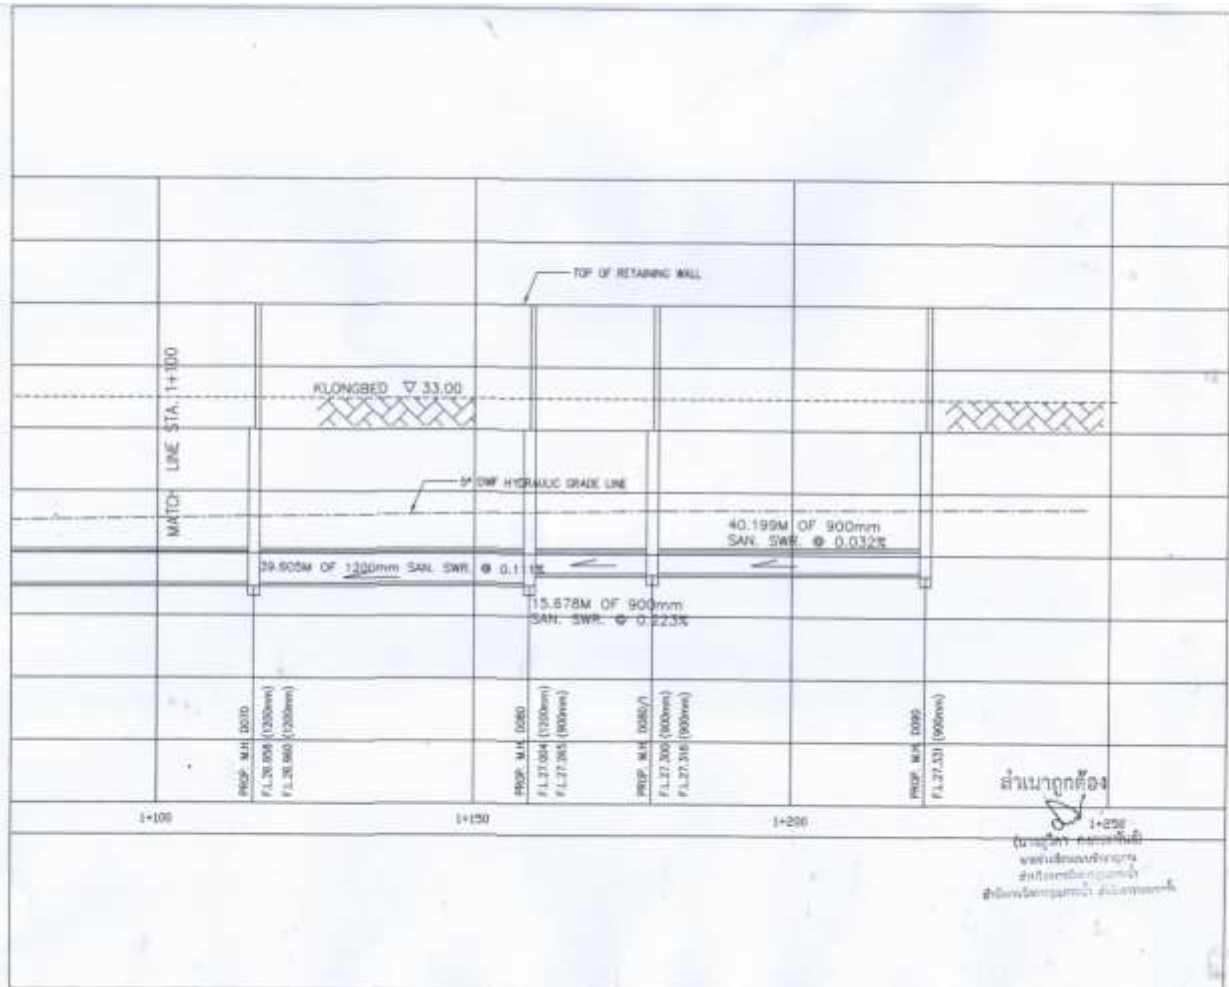 TOP OF RETAINING WALL
MATCH LINE STA. 1+100
KLONGBED ▽ 33.00
5* DWF HYDRAULIC GRADE LINE
40.199M OF 900mm
SAN. SWR. @ 0.032%
39.605M OF 1200mm SAN. SWR. @ 0.111%
15.678M OF 900mm
SAN. SWR. @ 0.223%
PROP. M.H. D070
F.L.26.958 (1200mm)
F.L.26.960 (1200mm)
PROP. M.H. D080
F.L.27.004 (1200mm)
F.L.27.265 (900mm)
PROP. M.H. D080/1
F.L.27.300 (900mm)
F.L.27.318 (900mm)
PROP. M.H. D090
F.L.27.331 (900mm)
สำเนาถูกต้อง
1+100
1+150
1+200
1+250